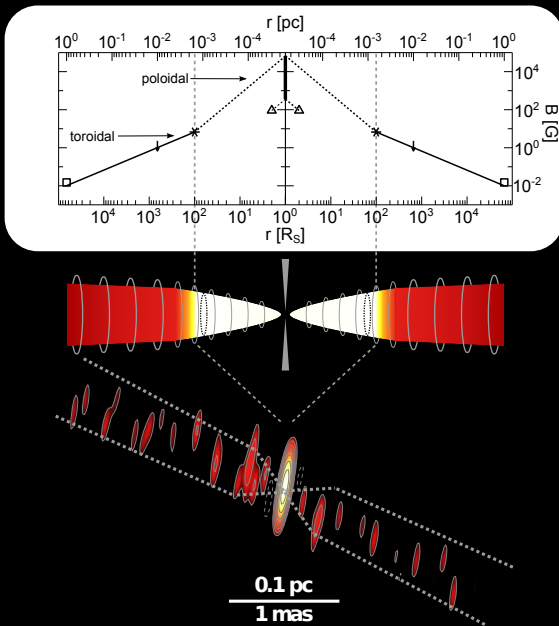 r [pc]
10⁰ 10⁻¹ 10⁻² 10⁻³ 10⁻⁴ 10⁻⁴ 10⁻³ 10⁻² 10⁻¹ 10⁰
poloidal
toroidal
10⁴
10²
10⁰
10⁻²
B [G]
10⁴ 10³ 10² 10¹ 10⁰ 10¹ 10² 10³ 10⁴
r [R_S]
0.1 pc
1 mas